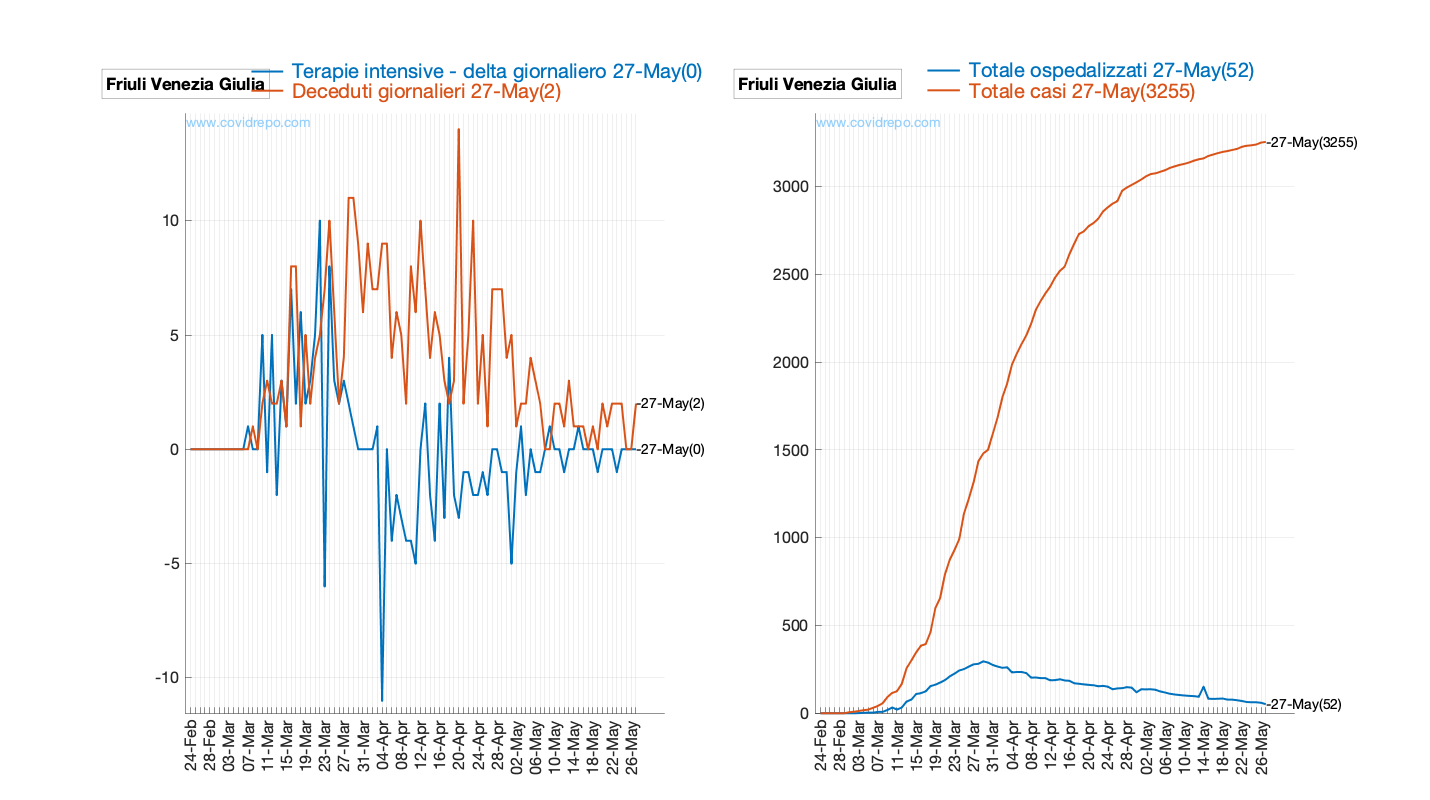 Friuli Venezia Giulia
Terapie intensive - delta giornaliero 27-May(0)
Deceduti giornalieri 27-May(2)
www.covidrepo.com
10
5
0
-5
-10
-27-May(2)
-27-May(0)
24-Feb
28-Feb
03-Mar
07-Mar
11-Mar
15-Mar
19-Mar
23-Mar
27-Mar
31-Mar
04-Apr
08-Apr
12-Apr
16-Apr
20-Apr
24-Apr
28-Apr
02-May
06-May
10-May
14-May
18-May
22-May
26-May
Friuli Venezia Giulia
Totale ospedalizzati 27-May(52)
Totale casi 27-May(3255)
www.covidrepo.com
3000
2500
2000
1500
1000
500
0
-27-May(3255)
-27-May(52)
24-Feb
28-Feb
03-Mar
07-Mar
11-Mar
15-Mar
19-Mar
23-Mar
27-Mar
31-Mar
04-Apr
08-Apr
12-Apr
16-Apr
20-Apr
24-Apr
28-Apr
02-May
06-May
10-May
14-May
18-May
22-May
26-May